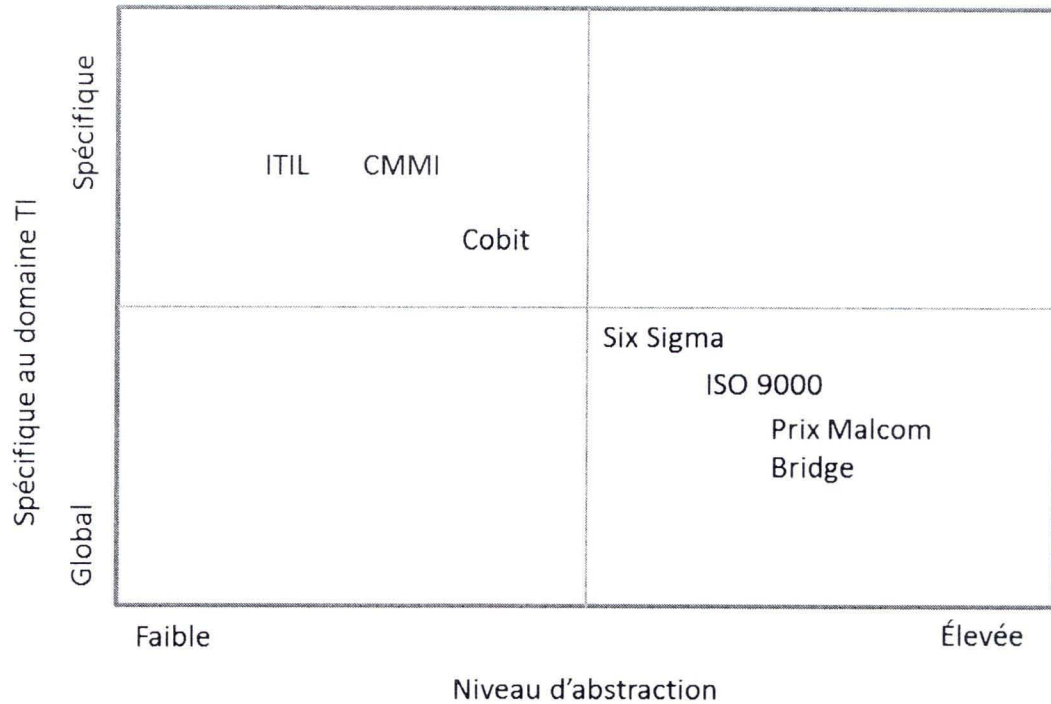 Spécifique au domaine TI
Spécifique
Global
ITIL CMMI
Cobit
Six Sigma
ISO 9000
Prix Malcom
Bridge
Faible Élevée
Niveau d'abstraction